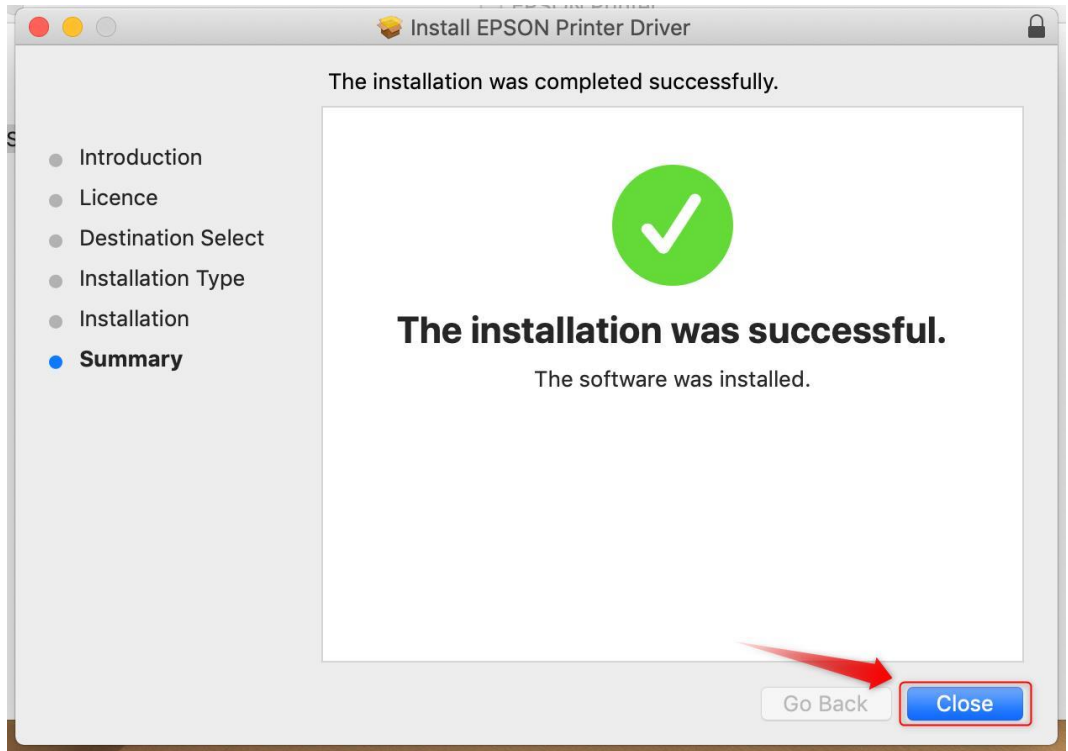 Install EPSON Printer Driver
The installation was completed successfully.
Introduction
Licence
Destination Select
Installation Type
Installation
Summary
The installation was successful.
The software was installed.
Go Back
Close